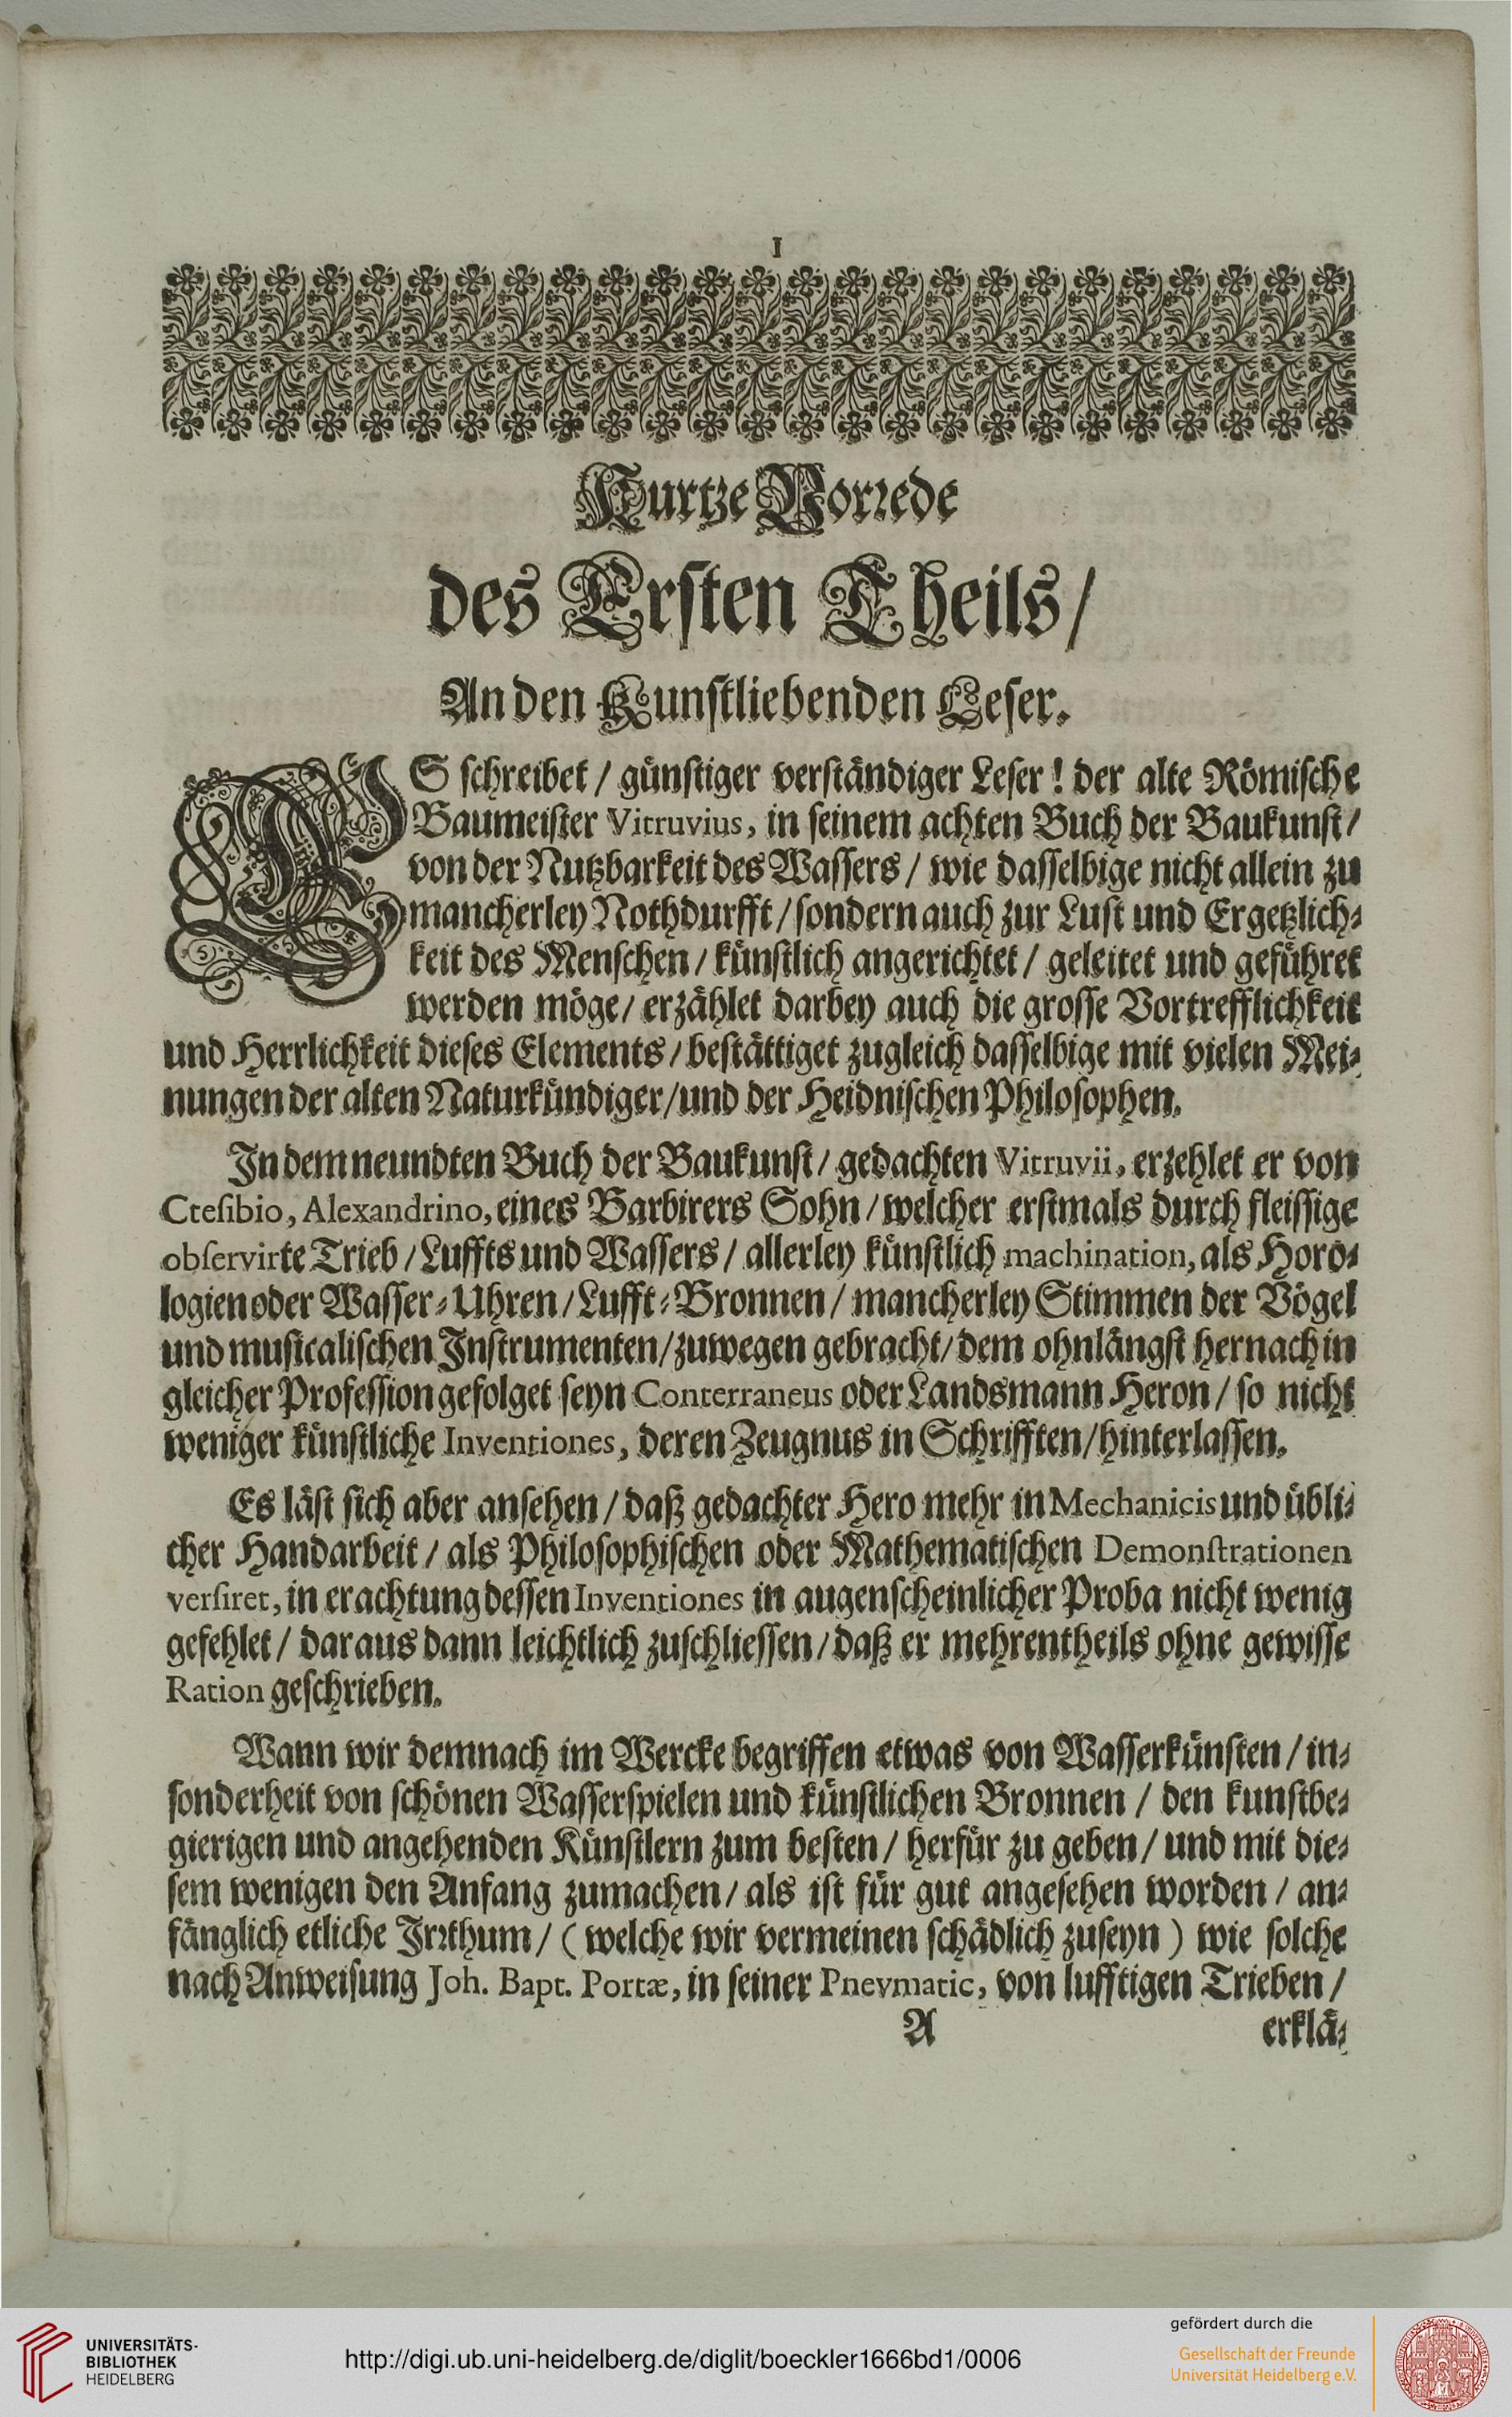 1
Kurtze Vorrede
des Ersten Theils/
An den Kunstliebenden Leser.
ES schreibet / günstiger verständiger Leser! der alte Römische
Baumeister Vitruvius, in seinem achten Buch der Baukunst/
von der Nutzbarkeit des Wassers / wie dasselbige nicht allein zu
mancherley Nothdurfft / sondern auch zur Lust und Ergetzlich-
keit des Menschen / künstlich angerichtet / geleitet und geführet
werden möge / erzählet darbey auch die grosse Vortrefflichkeit
und Herrlichkeit dieses Elements / bestättiget zugleich dasselbige mit vielen Mei-
nungen der alten Naturkündiger/und der Heidnischen Philosophen.
In dem neundten Buch der Baukunst / gedachten Vitruvii, erzehlet er von
Ctesibio, Alexandrino, eines Barbirers Sohn / welcher erstmals durch fleissige
observirte Trieb / Luffts und Wassers / allerley künstlich machination, als Horo-
logien oder Wasser-Uhren / Lufft-Bronnen / mancherley Stimmen der Vögel
und musicalischen Instrumenten/zuwegen gebracht/dem ohnlängst hernach in
gleicher Profession gefolget seyn Conterraneus oder Landsmann Heron / so nicht
weniger künstliche Inventiones, deren Zeugnus in Schrifften/hinterlassen.
Es läst sich aber ansehen / daß gedachter Hero mehr in Mechanicis und übli-
cher Handarbeit / als Philosophischen oder Mathematischen Demonstrationen
versiret, in erachtung dessen Inventiones in augenscheinlicher Proba nicht wenig
gefehlet / daraus dann leichtlich zuschliessen / daß er mehrentheils ohne gewisse
Ration geschrieben.
Wann wir demnach im Wercke begriffen etwas von Wasserkünsten / in-
sonderheit von schönen Wasserspielen und künstlichen Bronnen / den kunstbe-
gierigen und angehenden Künstlern zum besten / herfür zu geben / und mit die-
sem wenigen den Anfang zumachen / als ist für gut angesehen worden / an-
fänglich etliche Irrthum / ( welche wir vermeinen schädlich zuseyn ) wie solche
nach Anweisung Joh. Bapt. Portæ, in seiner Pnevmatic, von lufftigen Trieben /
A erklä-
UNIVERSITÄTS-
BIBLIOTHEK
HEIDELBERG
http://digi.ub.uni-heidelberg.de/diglit/boeckler1666bd1/0006
gefördert durch die
Gesellschaft der Freunde
Universität Heidelberg e.V.